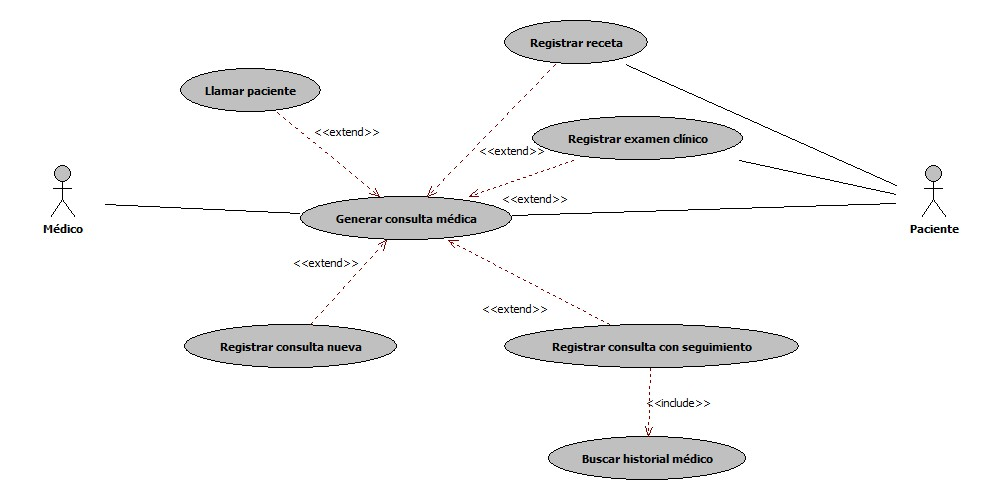 Registrar receta
Llamar paciente
<<extend>>
Registrar examen clínico
<<extend>>
<<extend>>
Médico
Generar consulta médica
Paciente
<<extend>>
<<extend>>
Registrar consulta nueva
Registrar consulta con seguimiento
<<include>>
Buscar historial médico